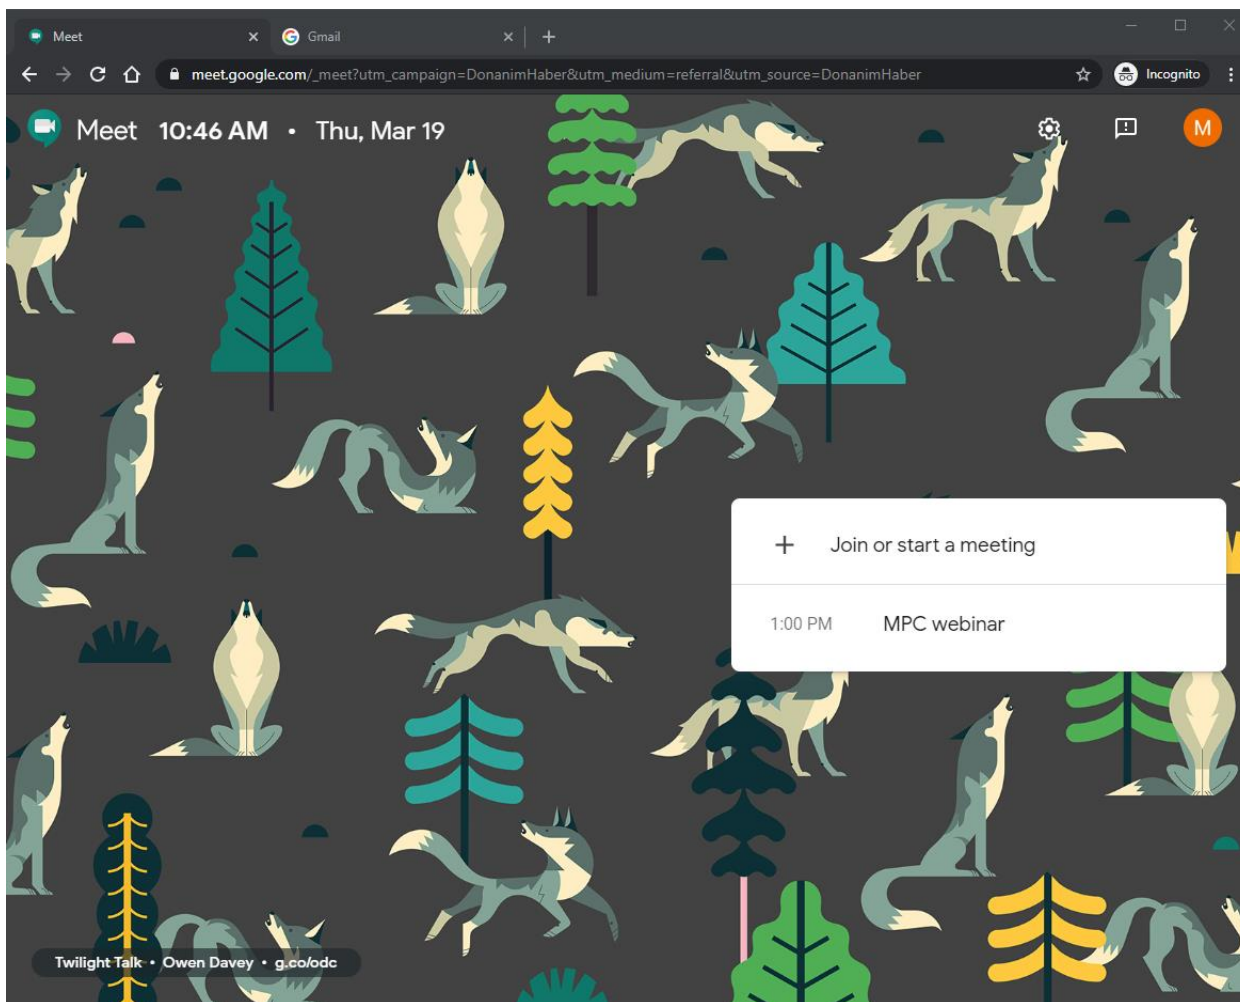 Meet
Gmail
meet.google.com/_meet?utm_campaign=DonanimHaber&utm_medium=referral&utm_source=DonanimHaber
Incognito
Meet 10:46 AM • Thu, Mar 19
M
Join or start a meeting
1:00 PM MPC webinar
Twilight Talk • Owen Davey • g.co/odc